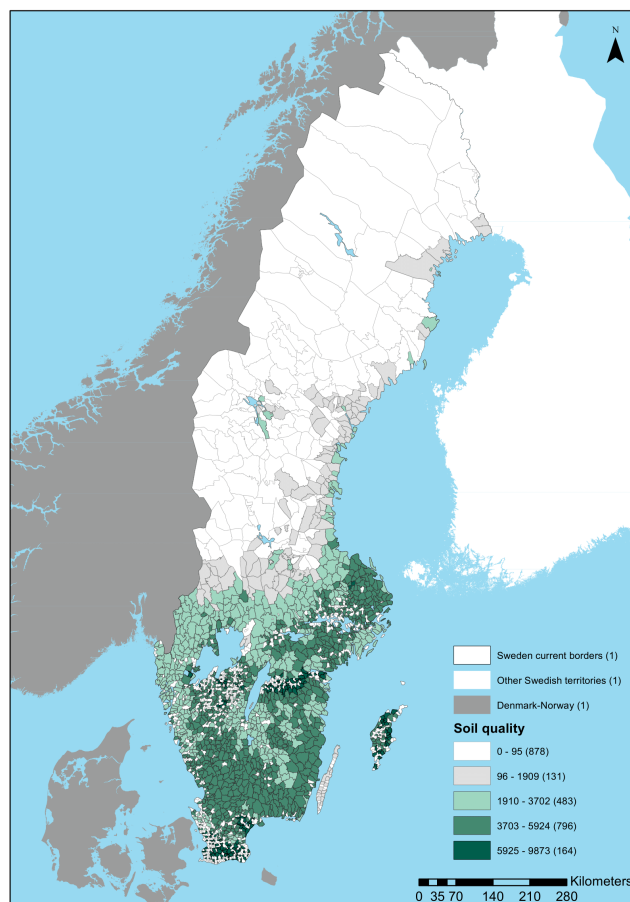 N
Sweden current borders (1)
Other Swedish territories (1)
Denmark-Norway (1)
Soil quality
0 - 95 (878)
96 - 1909 (131)
1910 - 3702 (483)
3703 - 5924 (796)
5925 - 9873 (164)
Kilometers
0 35 70 140 210 280